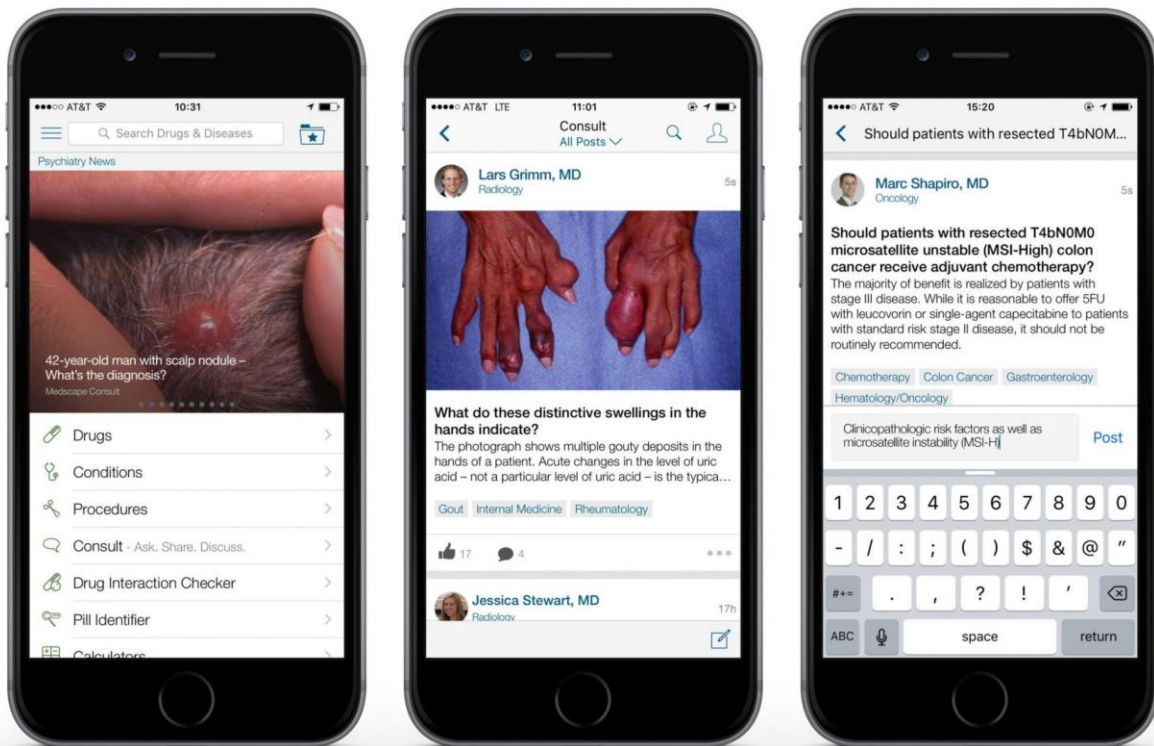 AT&T 10:31
Search Drugs & Diseases
Psychiatry News
42-year-old man with scalp nodule –
What's the diagnosis?
Medscape Consult
Drugs
Conditions
Procedures
Consult - Ask. Share. Discuss.
Drug Interaction Checker
Pill Identifier
Calculators
AT&T LTE 11:01
Consult
All Posts
Lars Grimm, MD 5s
Radiology
What do these distinctive swellings in the
hands indicate?
The photograph shows multiple gouty deposits in the
hands of a patient. Acute changes in the level of uric
acid – not a particular level of uric acid – is the typica...
Gout Internal Medicine Rheumatology
17 4
Jessica Stewart, MD 17h
Radiology
AT&T 15:20
Should patients with resected T4bN0M...
Marc Shapiro, MD 5s
Oncology
Should patients with resected T4bN0M0
microsatellite unstable (MSI-High) colon
cancer receive adjuvant chemotherapy?
The majority of benefit is realized by patients with
stage III disease. While it is reasonable to offer 5FU
with leucovorin or single-agent capecitabine to patients
with standard risk stage II disease, it should not be
routinely recommended.
Chemotherapy Colon Cancer Gastroenterology
Hematology/Oncology
Clinicopathologic risk factors as well as
microsatellite instability (MSI-H) Post
1 2 3 4 5 6 7 8 9 0
- / : ; ( ) $ & @ "
#+= . , ? ! '
ABC space return